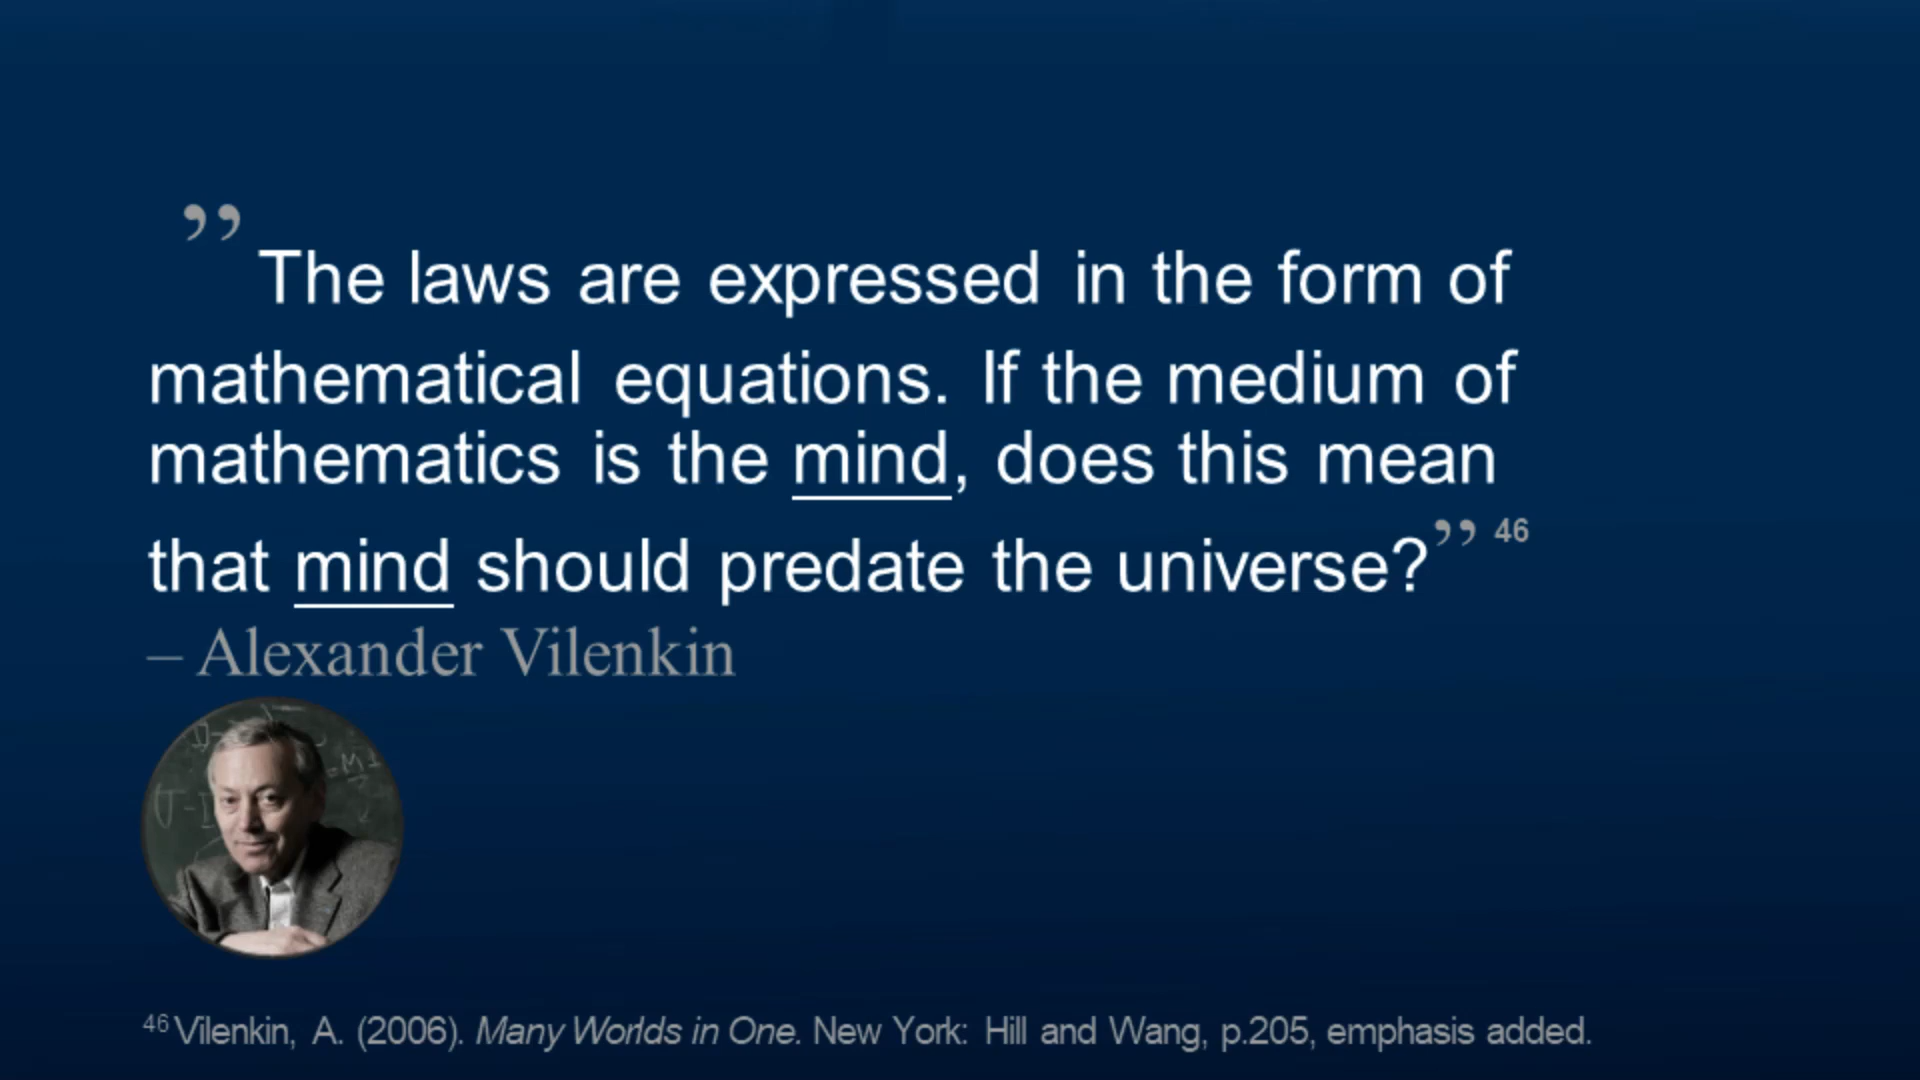 ”The laws are expressed in the form of
mathematical equations. If the medium of
mathematics is the mind, does this mean
that mind should predate the universe?” 46
– Alexander Vilenkin
46 Vilenkin, A. (2006). Many Worlds in One. New York: Hill and Wang, p.205, emphasis added.